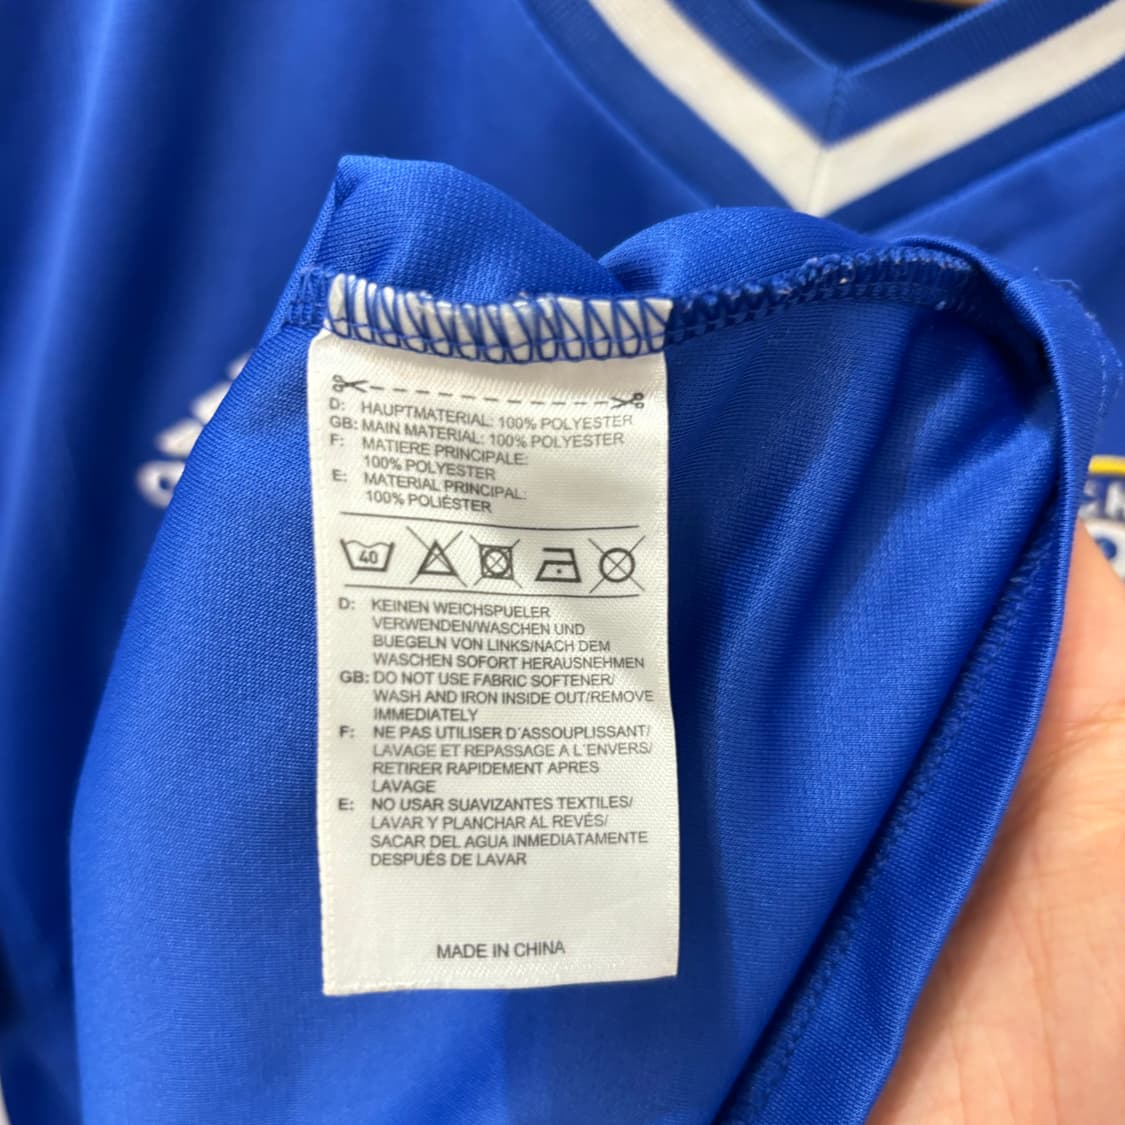 D: HAUPTMATERIAL: 100% POLYESTER
GB: MAIN MATERIAL: 100% POLYESTER
F: MATIERE PRINCIPALE:
100% POLYESTER
E: MATERIAL PRINCIPAL:
100% POLIÉSTER
40
D: KEINEN WEICHSPUELER
VERWENDEN/WASCHEN UND
BUEGELN VON LINKS/NACH DEM
WASCHEN SOFORT HERAUSNEHMEN
GB: DO NOT USE FABRIC SOFTENER/
WASH AND IRON INSIDE OUT/REMOVE
IMMEDIATELY
F: NE PAS UTILISER D'ASSOUPLISSANT/
LAVAGE ET REPASSAGE A L'ENVERS/
RETIRER RAPIDEMENT APRES
LAVAGE
E: NO USAR SUAVIZANTES TEXTILES/
LAVAR Y PLANCHAR AL REVÉS/
SACAR DEL AGUA INMEDIATAMENTE
DESPUÉS DE LAVAR
MADE IN CHINA